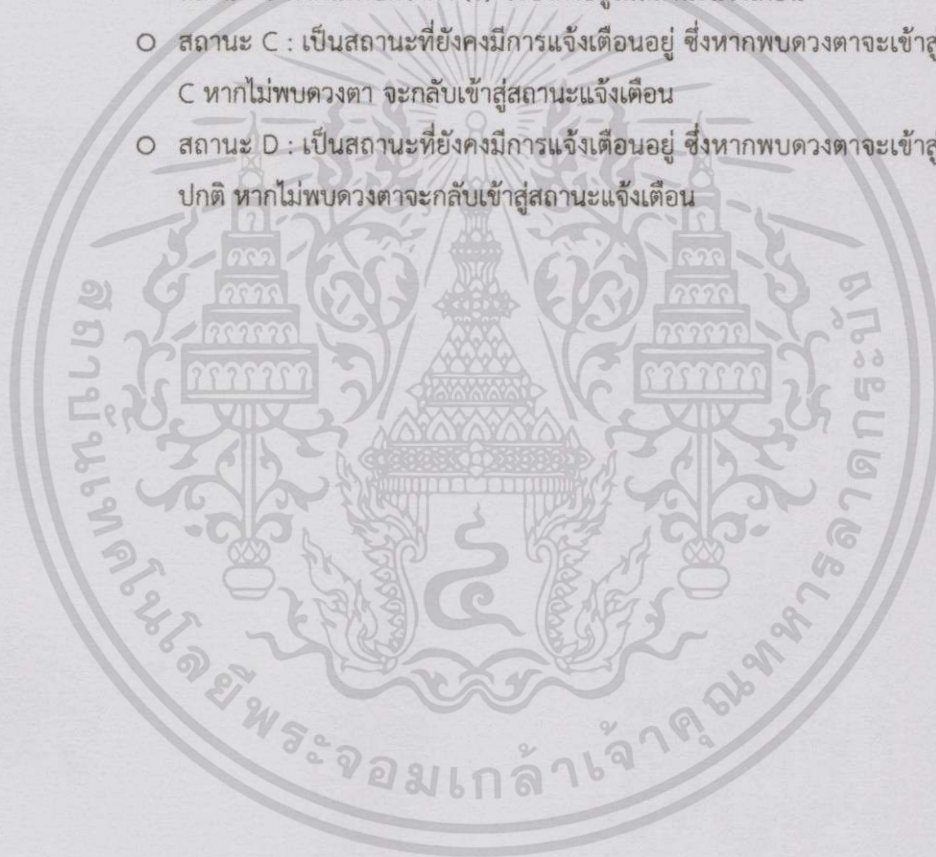 O สถานะ C : เป็นสถานะที่ยังคงมีการแจ้งเตือนอยู่ ซึ่งหากพบดวงตาจะเข้าสู่
C หากไม่พบดวงตา จะกลับเข้าสู่สถานะแจ้งเตือน
O สถานะ D : เป็นสถานะที่ยังคงมีการแจ้งเตือนอยู่ ซึ่งหากพบดวงตาจะเข้าสู่
ปกติ หากไม่พบดวงตาจะกลับเข้าสู่สถานะแจ้งเตือน
๔
สถาบันเทคโนโลยีพระจอมเกล้าเจ้าคุณทหารลาดกระบัง